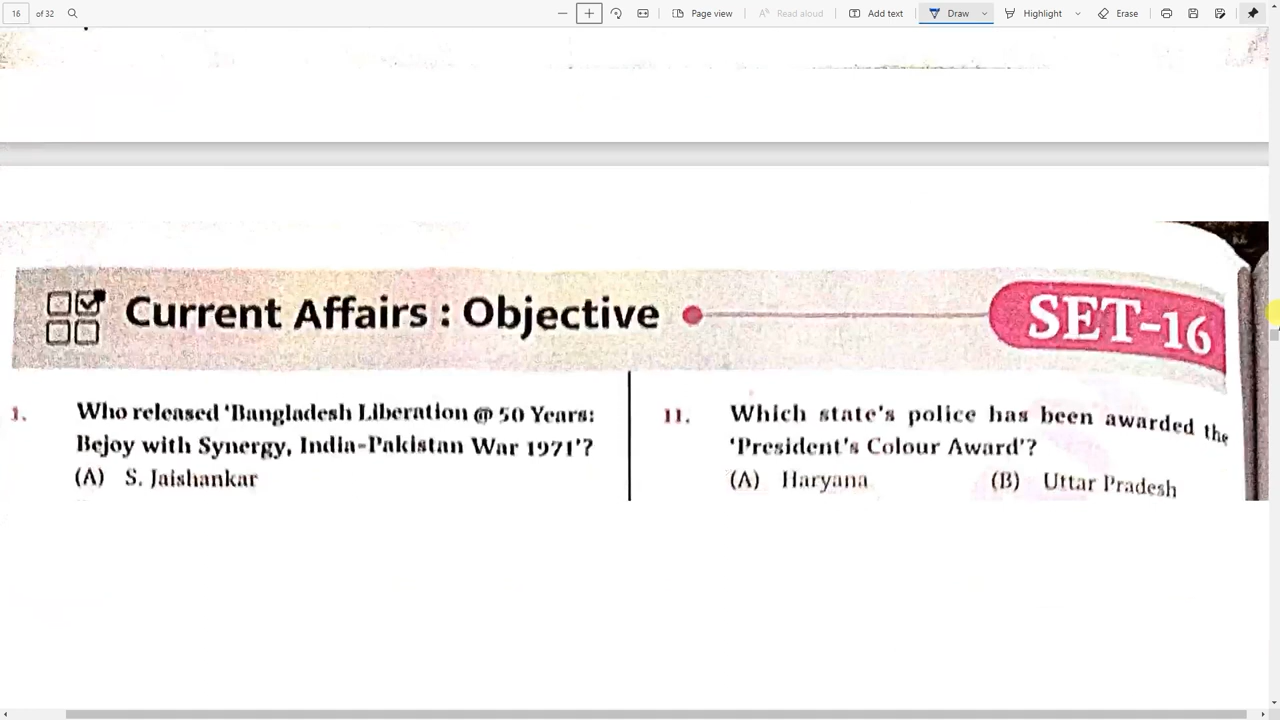 16 of 32
Page view
Read aloud
Add text
Draw
Highlight
Erase
Current Affairs : Objective
SET-16
1. Who released 'Bangladesh Liberation @ 50 Years:
Bejoy with Synergy, India-Pakistan War 1971'?
(A) S. Jaishankar
11. Which state's police has been awarded the
'President's Colour Award'?
(A) Haryana (B) Uttar Pradesh